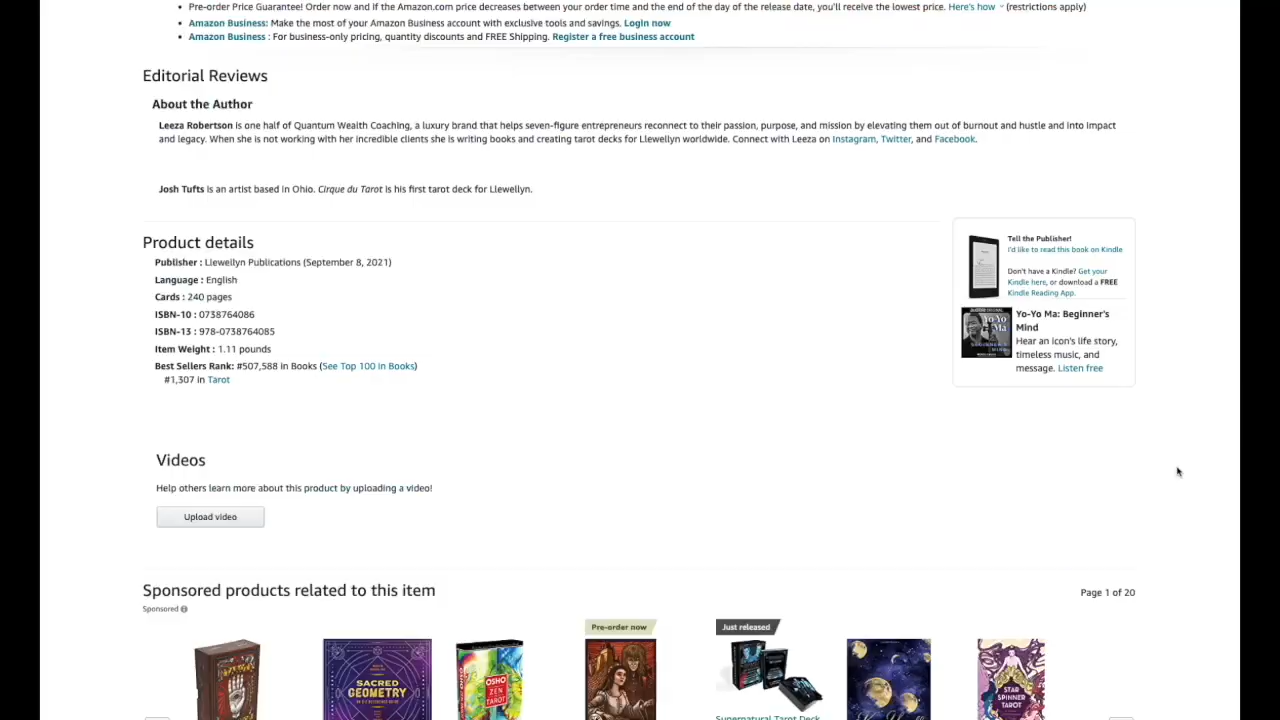 Pre-order Price Guarantee! Order now and if the Amazon.com price decreases between your order time and the end of the day of the release date, you'll receive the lowest price. Here's how (restrictions apply)
Amazon Business: Make the most of your Amazon Business account with exclusive tools and savings. Login now
Amazon Business : For business-only pricing, quantity discounts and FREE Shipping. Register a free business account
Editorial Reviews
About the Author
Leeza Robertson is one half of Quantum Wealth Coaching, a luxury brand that helps seven-figure entrepreneurs reconnect to their passion, purpose, and mission by elevating them out of burnout and hustle and into impact
and legacy. When she is not working with her incredible clients she is writing books and creating tarot decks for Llewellyn worldwide. Connect with Leeza on Instagram, Twitter, and Facebook.
Josh Tufts is an artist based in Ohio. Cirque du Tarot is his first tarot deck for Llewellyn.
Product details
Publisher : Llewellyn Publications (September 8, 2021)
Language : English
Cards : 240 pages
ISBN-10 : 0738764086
ISBN-13 : 978-0738764085
Item Weight : 1.11 pounds
Best Sellers Rank: #507,588 in Books (See Top 100 in Books)
#1,307 in Tarot
Tell the Publisher!
I'd like to read this book on Kindle
Don't have a Kindle? Get your
Kindle here, or download a FREE
Kindle Reading App.
Yo-Yo Ma: Beginner's
Mind
Hear an icon's life story,
timeless music, and
message. Listen free
Videos
Help others learn more about this product by uploading a video!
Upload video
Sponsored products related to this item
Page 1 of 20
Sponsored
Pre-order now
Just released
SACRED
GEOMETRY
OSHO
ZEN
TAROT
STAR
SPINNER
TAROT
Supernatural Tarot Deck